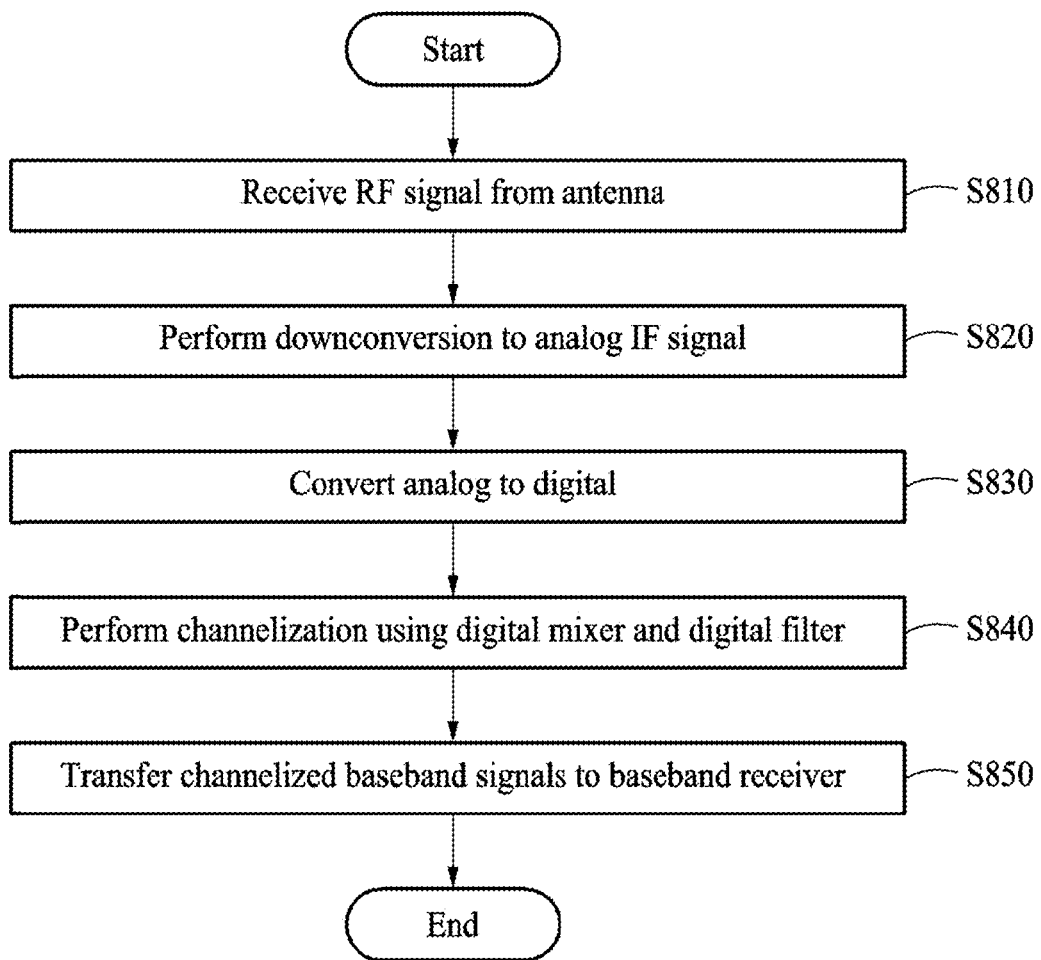 Start
Receive RF signal from antenna
S810
Perform downconversion to analog IF signal
S820
Convert analog to digital
S830
Perform channelization using digital mixer and digital filter
S840
Transfer channelized baseband signals to baseband receiver
S850
End